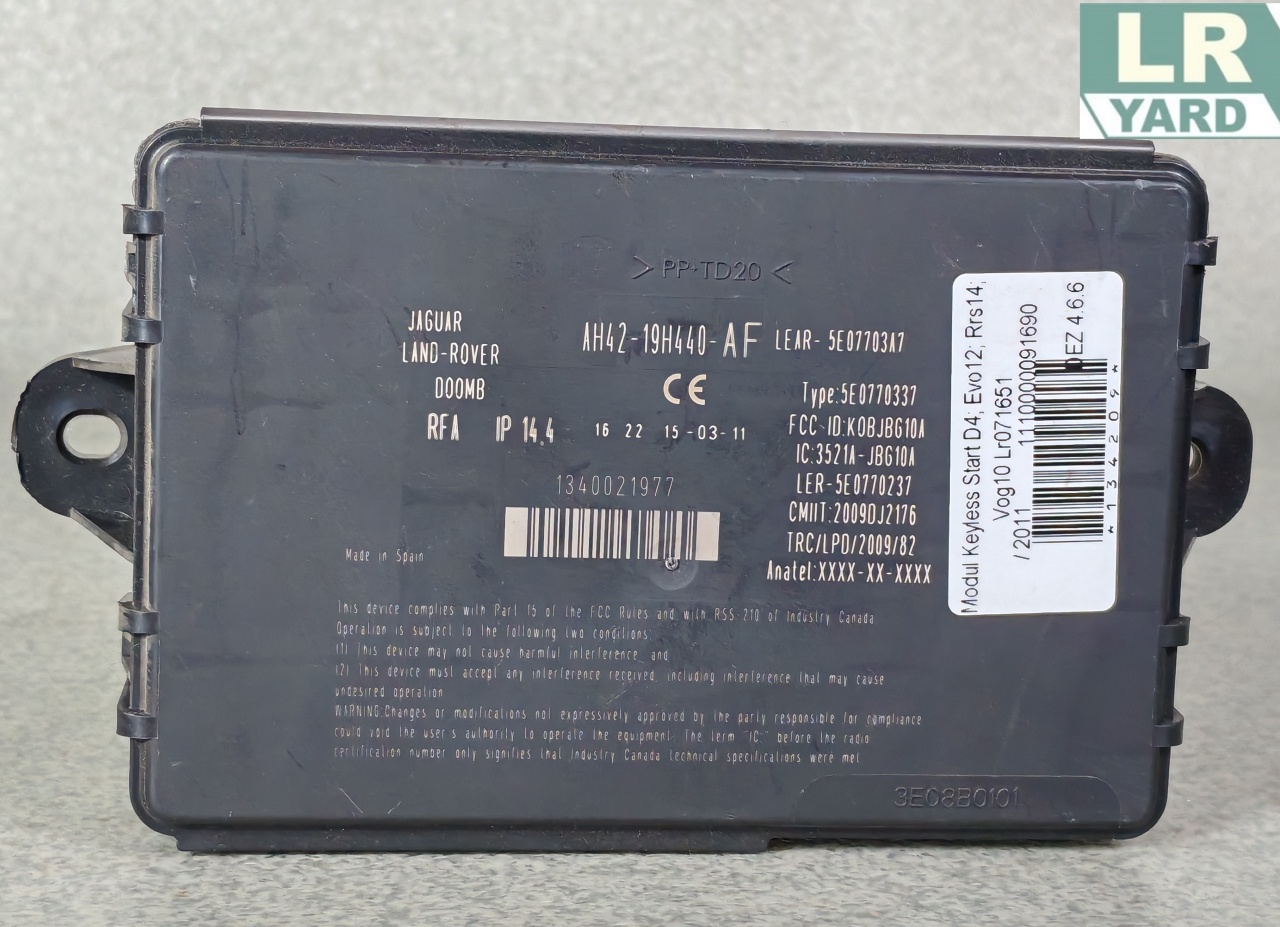 LR
YARD
>PP-TD20<
JAGUAR
LAND-ROVER
DOOMB
RFA IP 14.4
AH42-19H440-AF
LEAR- 5E07703A7
CE
16 22 15-03-11
1340021977
Made in Spain
Type:5E0770337
FCC ID:KOBJBG10A
IC:3521A-JBG10A
LER-5E0770237
CMIIT:2009DJ2176
TRC/LPD/2009/82
Anatel:XXXX-XX-XXXX
This device complies with Part 15 of the FCC Rules and with RSS-210 of Industry Canada
Operation is subject to the following two conditions
(1) This device may not cause harmful interference, and
(2) This device must accept any interference received, including interference that may cause
undesired operation
WARNING:Changes or modifications not expressively approved by the party responsible for compliance
could void the user's authority to operate the equipment. The term "IC:" before the radio
certification number only signifies that Industry Canada technical specifications were met
3E08B0101
Modul Keyless Start D4; Evo12; Rrs14;
Vog10 Lr071651
/ 2011 1110000091690
DEZ 4.6.6
*134209*